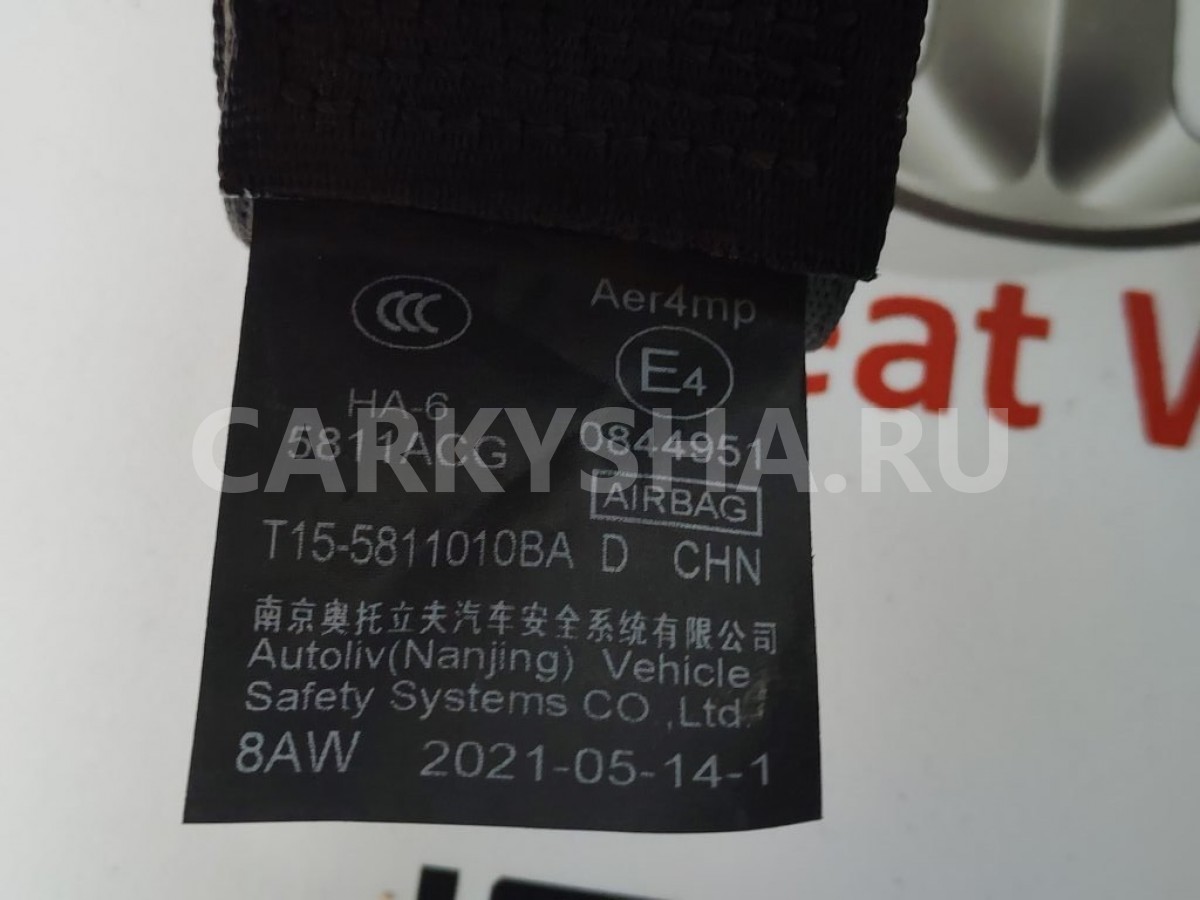 CCC
Aer4mp
E4
HA-6
5811ACG
0844951
AIRBAG
T15-5811010BA D CHN
南京奥托立夫汽车安全系统有限公司
Autoliv(Nanjing) Vehicle
Safety Systems CO.,Ltd.
8AW 2021-05-14-1
eat
CARKYSHA.RU